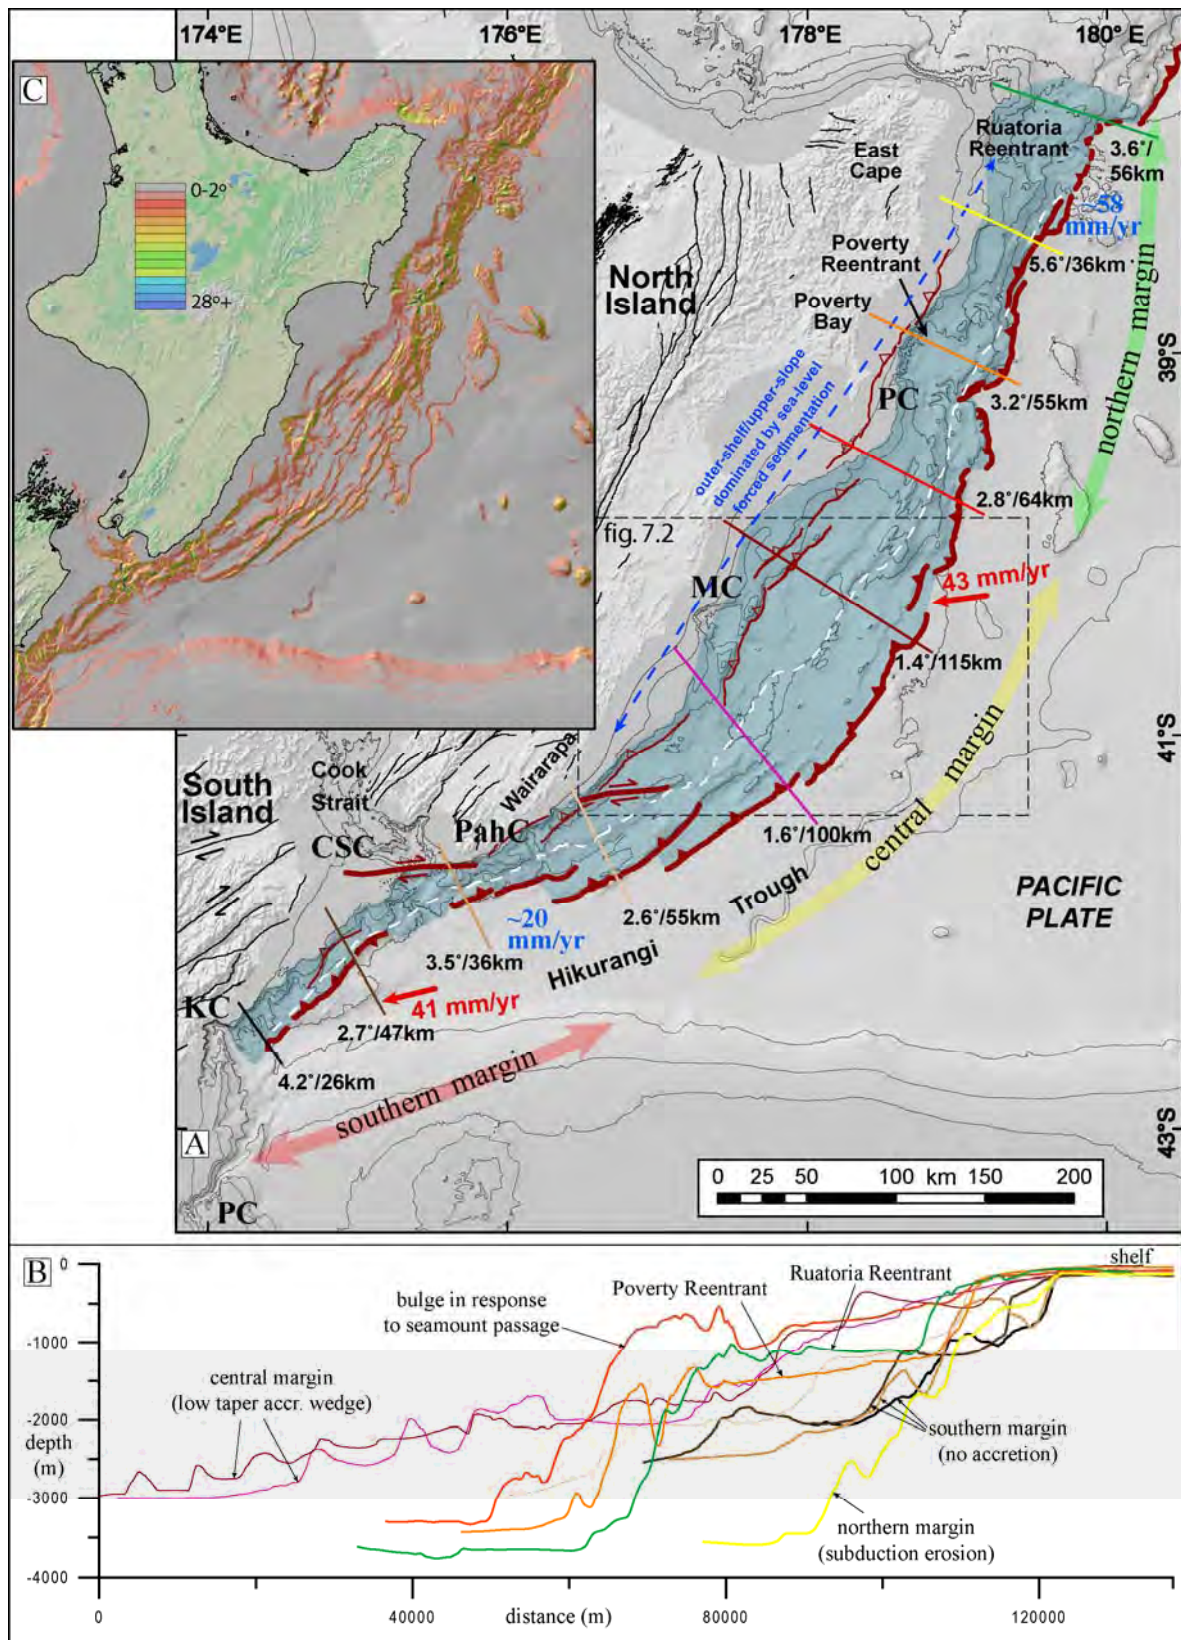 174°E
176°E
178°E
180°E
C
0-2°
28°+
Ruatoria
Reentrant
3.6°/
56km
East
Cape
~58
mm/yr
5.6°/36km
Poverty
Reentrant
North
Island
Poverty
Bay
northern margin
39°S
PC
3.2°/55km
outer-shelf/upper-slope
dominated by sea-level
forced sedimentation
2.8°/64km
fig. 7.2
MC
43 mm/yr
1.4°/115km
41°S
central margin
South
Island
Cook
Strait
Wairarapa
CSC
PahC
1.6°/100km
Trough
PACIFIC
PLATE
2.6°/55km
~20
mm/yr
Hikurangi
3.5°/36km
41 mm/yr
KC
2.7°/47km
4.2°/26km
southern margin
43°S
A
0 25 50 100 km 150 200
PC
B
shelf
0
-1000
-2000
depth
(m)
-3000
-4000
bulge in response
to seamount passage
Poverty Reentrant
Ruatoria Reentrant
central margin
(low taper accr. wedge)
southern margin
(no accretion)
northern margin
(subduction erosion)
0 40000 80000 120000
distance (m)